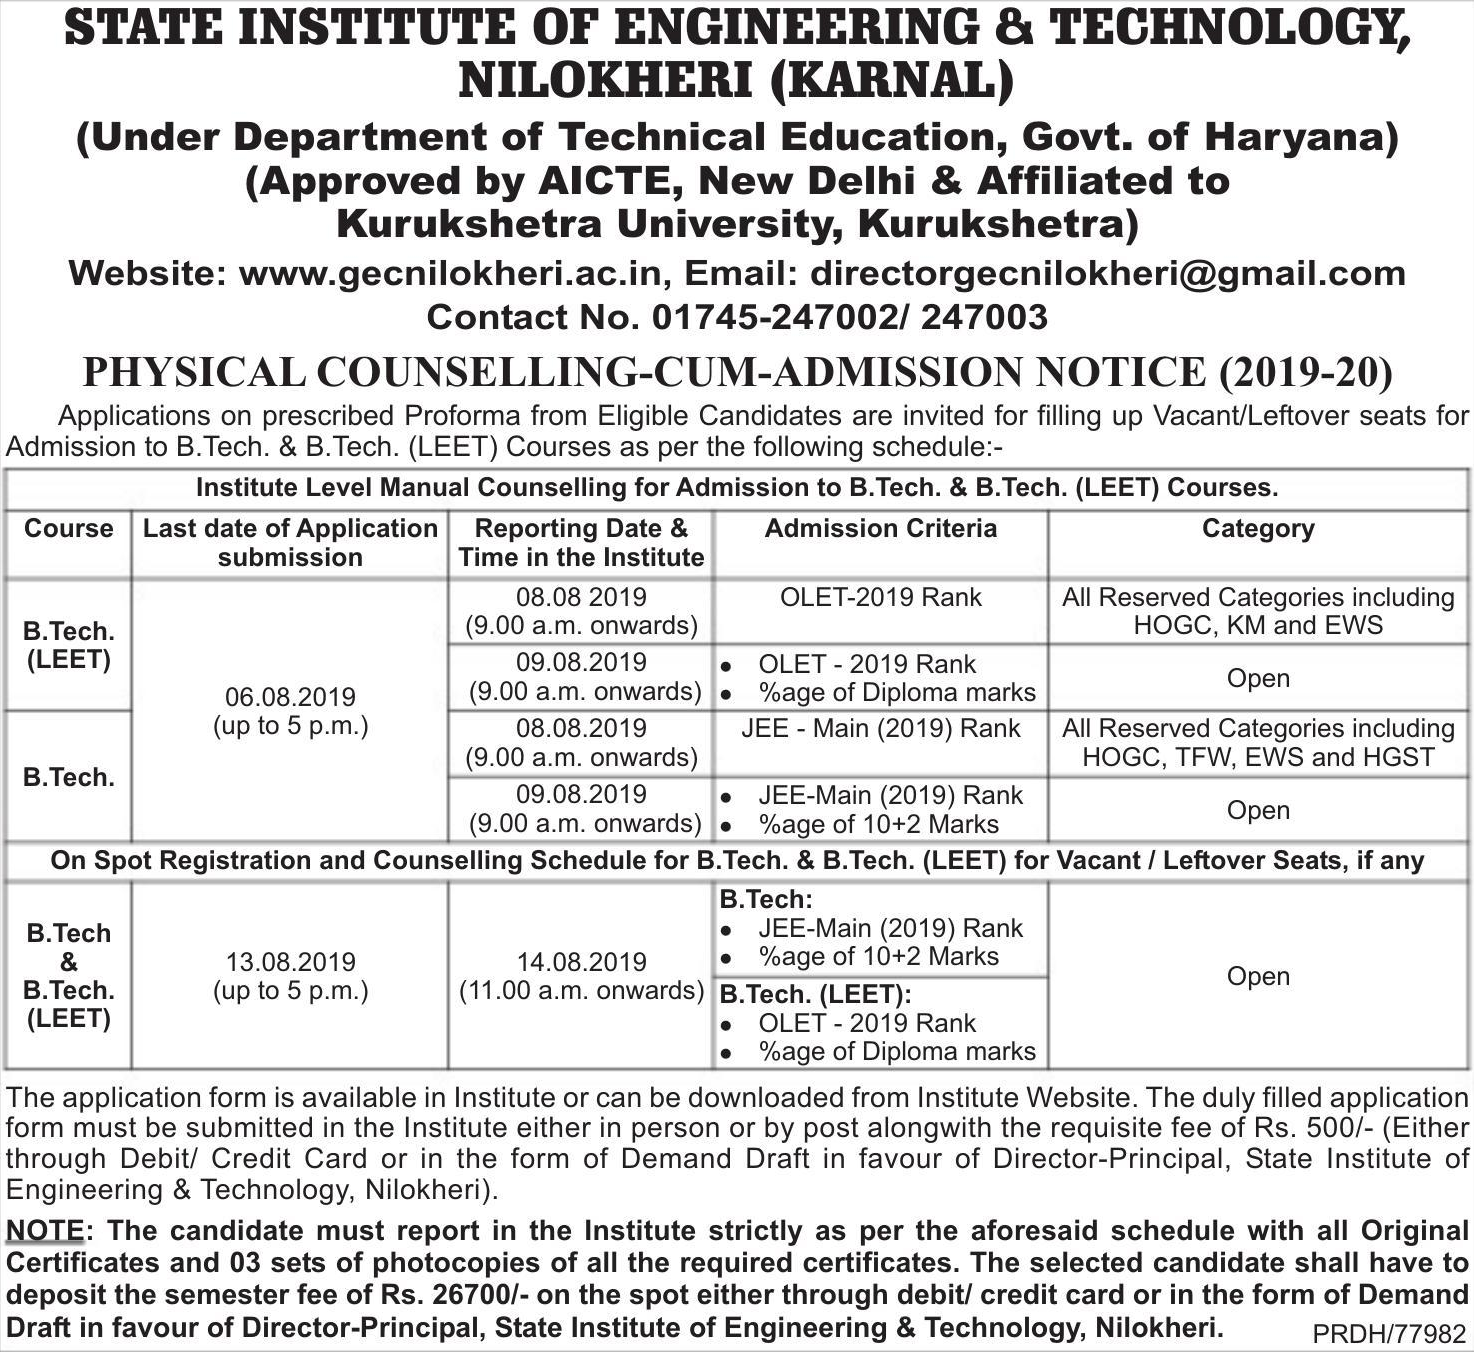 STATE INSTITUTE OF ENGINEERING & TECHNOLOGY,
NILOKHERI (KARNAL)
(Under Department of Technical Education, Govt. of Haryana)
(Approved by AICTE, New Delhi & Affiliated to
Kurukshetra University, Kurukshetra)
Website: www.gecnilokheri.ac.in, Email: directorgecnilokheri@gmail.com
Contact No. 01745-247002/ 247003
PHYSICAL COUNSELLING-CUM-ADMISSION NOTICE (2019-20)
Applications on prescribed Proforma from Eligible Candidates are invited for filling up Vacant/Leftover seats for
Admission to B.Tech. & B.Tech. (LEET) Courses as per the following schedule:-
Institute Level Manual Counselling for Admission to B.Tech. & B.Tech. (LEET) Courses.
Course
Last date of Application
submission
Reporting Date &
Time in the Institute
Admission Criteria
Category
B.Tech.
(LEET)
06.08.2019
(up to 5 p.m.)
08.08 2019
(9.00 a.m. onwards)
OLET-2019 Rank
All Reserved Categories including
HOGC, KM and EWS
09.08.2019
(9.00 a.m. onwards)
• OLET - 2019 Rank
• %age of Diploma marks
Open
B.Tech.
08.08.2019
(9.00 a.m. onwards)
JEE - Main (2019) Rank
All Reserved Categories including
HOGC, TFW, EWS and HGST
09.08.2019
(9.00 a.m. onwards)
• JEE-Main (2019) Rank
• %age of 10+2 Marks
Open
On Spot Registration and Counselling Schedule for B.Tech. & B.Tech. (LEET) for Vacant / Leftover Seats, if any
B.Tech
&
B.Tech.
(LEET)
13.08.2019
(up to 5 p.m.)
14.08.2019
(11.00 a.m. onwards)
B.Tech:
• JEE-Main (2019) Rank
• %age of 10+2 Marks
B.Tech. (LEET):
• OLET - 2019 Rank
• %age of Diploma marks
Open
The application form is available in Institute or can be downloaded from Institute Website. The duly filled application
form must be submitted in the Institute either in person or by post alongwith the requisite fee of Rs. 500/- (Either
through Debit/ Credit Card or in the form of Demand Draft in favour of Director-Principal, State Institute of
Engineering & Technology, Nilokheri).
NOTE: The candidate must report in the Institute strictly as per the aforesaid schedule with all Original
Certificates and 03 sets of photocopies of all the required certificates. The selected candidate shall have to
deposit the semester fee of Rs. 26700/- on the spot either through debit/ credit card or in the form of Demand
Draft in favour of Director-Principal, State Institute of Engineering & Technology, Nilokheri.
PRDH/77982